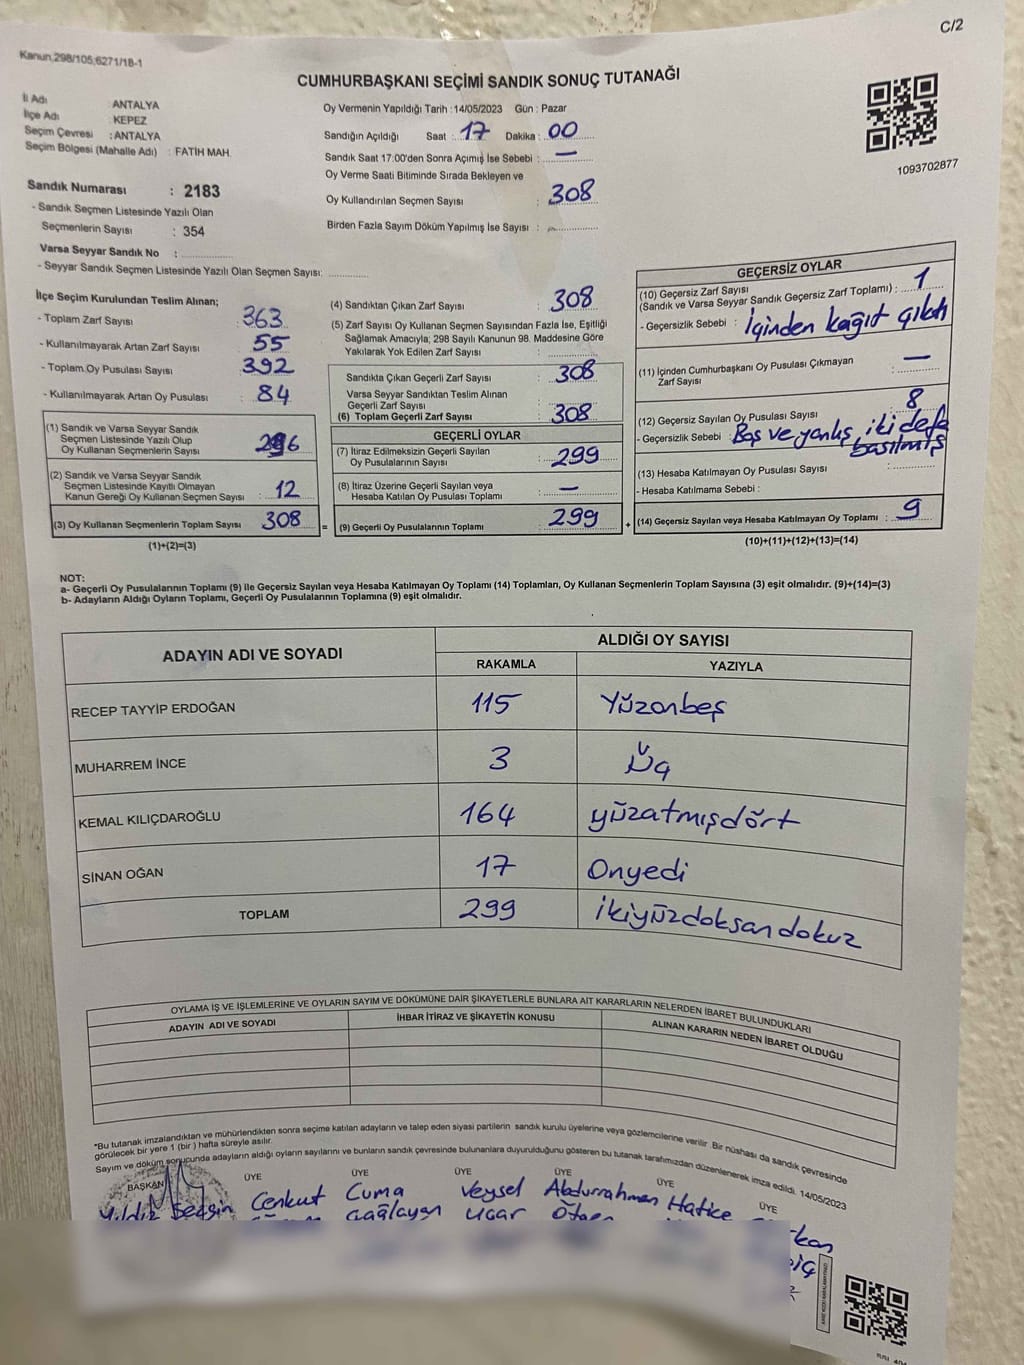 C/2
Kanun,298/105;6271/18-1
CUMHURBAŞKANI SEÇİMİ SANDIK SONUÇ TUTANAĞI
İl Adı : ANTALYA
İlçe Adı : KEPEZ
Seçim Çevresi : ANTALYA
Seçim Bölgesi (Mahalle Adı) : FATİH MAH.
Sandık Numarası : 2183
- Sandık Seçmen Listesinde Yazılı Olan
Seçmenlerin Sayısı : 354
Varsa Seyyar Sandık No :
- Seyyar Sandık Seçmen Listesinde Yazılı Olan Seçmen Sayısı:
Oy Vermenin Yapıldığı Tarih : 14/05/2023 Gün : Pazar
Sandığın Açıldığı Saat : 17 Dakika : 00
Sandık Saat 17:00'den Sonra Açımış İse Sebebi : —
Oy Verme Saati Bitiminde Sırada Bekleyen ve
Oy Kullandırılan Seçmen Sayısı : 308
Birden Fazla Sayım Döküm Yapılmış İse Sayısı :
1093702877
İlçe Seçim Kurulundan Teslim Alınan;
- Toplam Zarf Sayısı : 363
- Kullanılmayarak Artan Zarf Sayısı : 55
- Toplam Oy Pusulası Sayısı : 392
- Kullanılmayarak Artan Oy Pusulası : 84
(1) Sandık ve Varsa Seyyar Sandık
Seçmen Listesinde Yazılı Olup
Oy Kullanan Seçmenlerin Sayısı : 296
(2) Sandık ve Varsa Seyyar Sandık
Seçmen Listesinde Kayıtlı Olmayan
Kanun Gereği Oy Kullanan Seçmen Sayısı : 12
(3) Oy Kullanan Seçmenlerin Toplam Sayısı : 308
(1)+(2)=(3)
(4) Sandıktan Çıkan Zarf Sayısı : 308
(5) Zarf Sayısı Oy Kullanan Seçmen Sayısından Fazla İse, Eşitliği
Sağlamak Amacıyla; 298 Sayılı Kanunun 98. Maddesine Göre
Yakılarak Yok Edilen Zarf Sayısı :
Sandıkta Çıkan Geçerli Zarf Sayısı : 308
Varsa Seyyar Sandıktan Teslim Alınan
Geçerli Zarf Sayısı :
(6) Toplam Geçerli Zarf Sayısı : 308
GEÇERLİ OYLAR
(7) İtiraz Edilmeksizin Geçerli Sayılan
Oy Pusulalarının Sayısı : 299
(8) İtiraz Üzerine Geçerli Sayılan veya
Hesaba Katılan Oy Pusulası Toplamı : —
(9) Geçerli Oy Pusulalarının Toplamı : 299
=
+
GEÇERSİZ OYLAR
(10) Geçersiz Zarf Sayısı
(Sandık ve Varsa Seyyar Sandık Geçersiz Zarf Toplamı) : 1
- Geçersizlik Sebebi : İçinden kağıt çıktı
(11) İçinden Cumhurbaşkanı Oy Pusulası Çıkmayan
Zarf Sayısı : —
(12) Geçersiz Sayılan Oy Pusulası Sayısı : 8
- Geçersizlik Sebebi : Boş ve yanlış, iki defa
basılmış
(13) Hesaba Katılmayan Oy Pusulası Sayısı :
- Hesaba Katılmama Sebebi :
(14) Geçersiz Sayılan veya Hesaba Katılmayan Oy Toplamı : 9
(10)+(11)+(12)+(13)=(14)
NOT:
a- Geçerli Oy Pusulalarının Toplamı (9) ile Geçersiz Sayılan veya Hesaba Katılmayan Oy Toplamı (14) Toplamları, Oy Kullanan Seçmenlerin Toplam Sayısına (3) eşit olmalıdır. (9)+(14)=(3)
b- Adayların Aldığı Oyların Toplamı, Geçerli Oy Pusulalarının Toplamına (9) eşit olmalıdır.
ADAYIN ADI VE SOYADI
ALDIĞI OY SAYISI
RAKAMLA YAZIYLA
RECEP TAYYİP ERDOĞAN 115 Yüzonbeş
MUHARREM İNCE 3 Üç
KEMAL KILIÇDAROĞLU 164 yüzatmışdört
SİNAN OĞAN 17 Onyedi
TOPLAM 299 ikiyüzdoksandokuz
OYLAMA İŞ VE İŞLEMLERİNE VE OYLARIN SAYIM VE DÖKÜMÜNE DAİR ŞİKAYETLERLE BUNLARA AİT KARARLARIN NELERDEN İBARET BULUNDUKLARI
ADAYIN ADI VE SOYADI İHBAR İTİRAZ VE ŞİKAYETİN KONUSU ALINAN KARARIN NEDEN İBARET OLDUĞU
*Bu tutanak imzalandıktan ve mühürlendikten sonra seçime katılan adayların ve talep eden siyasi partilerin sandık kurulu üyelerine veya gözlemcilerine verilir. Bir nüshası da sandık çevresinde
görülecek bir yere 1 (bir) hafta süreyle asılır.
Sayım ve döküm sonucunda adayların aldığı oyların sayılarını ve bunların sandık çevresinde bulunanlara duyurulduğunu gösteren bu tutanak tarafımızdan düzenlenerek imza edildi. 14/05/2023
BAŞKAN ÜYE ÜYE ÜYE ÜYE ÜYE ÜYE
Yıldız Sezgin Cenkut Cuma Veysel Abdurrahman Hatice
Çağlayan Uçar